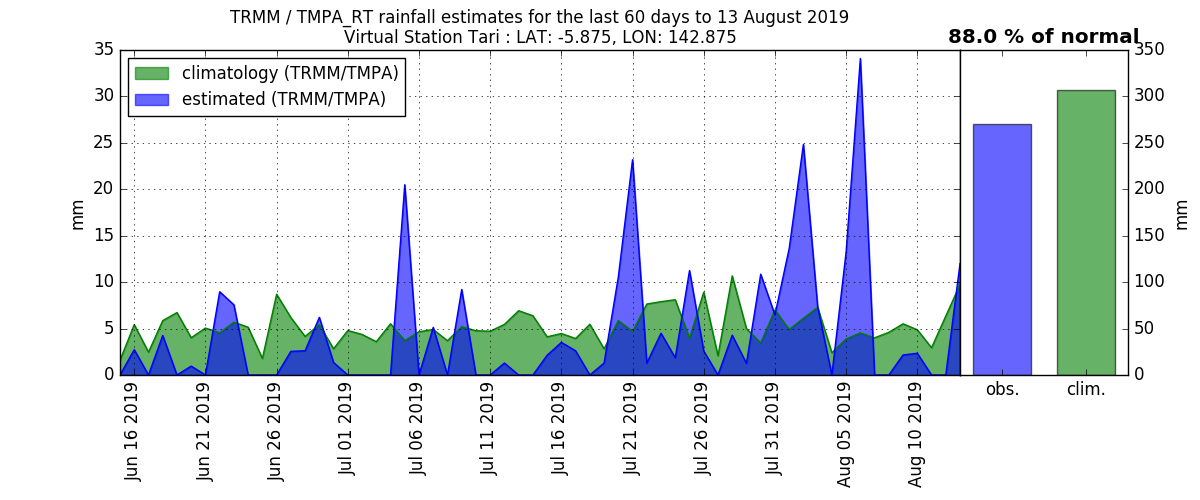 TRMM / TMPA_RT rainfall estimates for the last 60 days to 13 August 2019
Virtual Station Tari : LAT: -5.875, LON: 142.875
88.0 % of normal
climatology (TRMM/TMPA)
estimated (TRMM/TMPA)
35
30
25
20
15
10
5
0
mm
350
300
250
200
150
100
50
0
mm
Jun 16 2019
Jun 21 2019
Jun 26 2019
Jul 01 2019
Jul 06 2019
Jul 11 2019
Jul 16 2019
Jul 21 2019
Jul 26 2019
Jul 31 2019
Aug 05 2019
Aug 10 2019
obs.
clim.